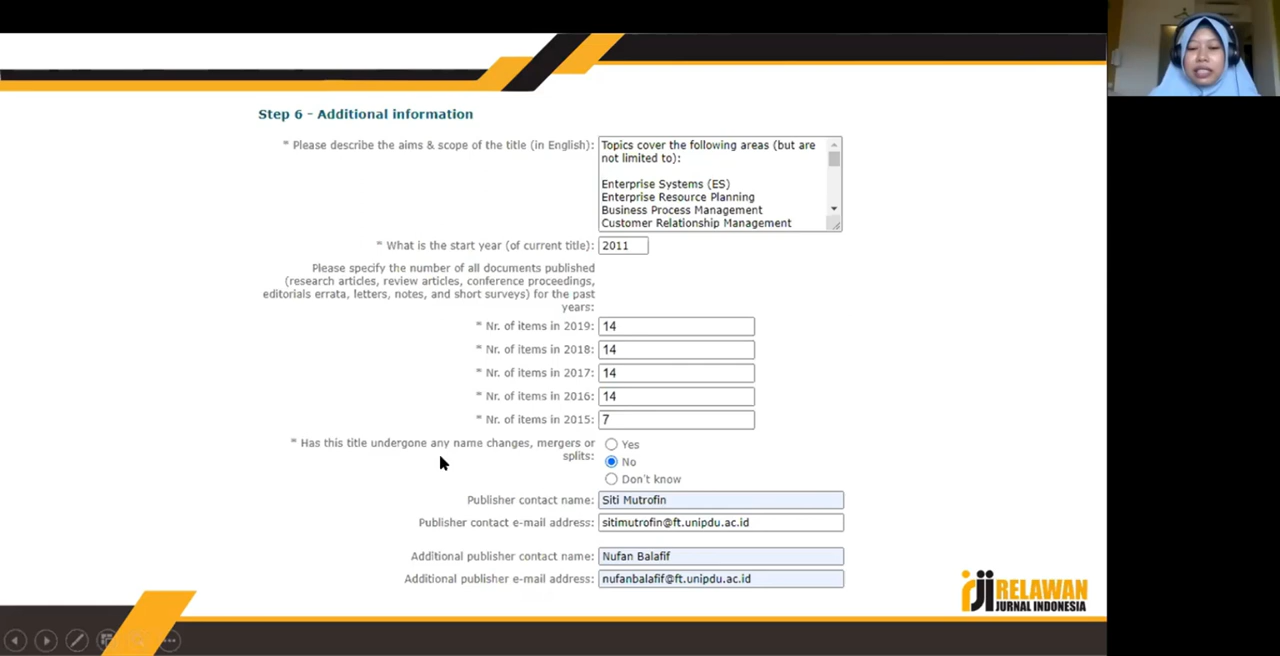 Step 6 - Additional information
* Please describe the aims & scope of the title (in English):
Topics cover the following areas (but are
not limited to):
Enterprise Systems (ES)
Enterprise Resource Planning
Business Process Management
Customer Relationship Management
* What is the start year (of current title): 2011
Please specify the number of all documents published
(research articles, review articles, conference proceedings,
editorials errata, letters, notes, and short surveys) for the past
years:
* Nr. of items in 2019: 14
* Nr. of items in 2018: 14
* Nr. of items in 2017: 14
* Nr. of items in 2016: 14
* Nr. of items in 2015: 7
* Has this title undergone any name changes, mergers or
splits:
Yes
No
Don't know
Publisher contact name: Siti Mutrofin
Publisher contact e-mail address: sitimutrofin@ft.unipdu.ac.id
Additional publisher contact name: Nufan Balafif
Additional publisher e-mail address: nufanbalafif@ft.unipdu.ac.id
rji RELAWAN
JURNAL INDONESIA